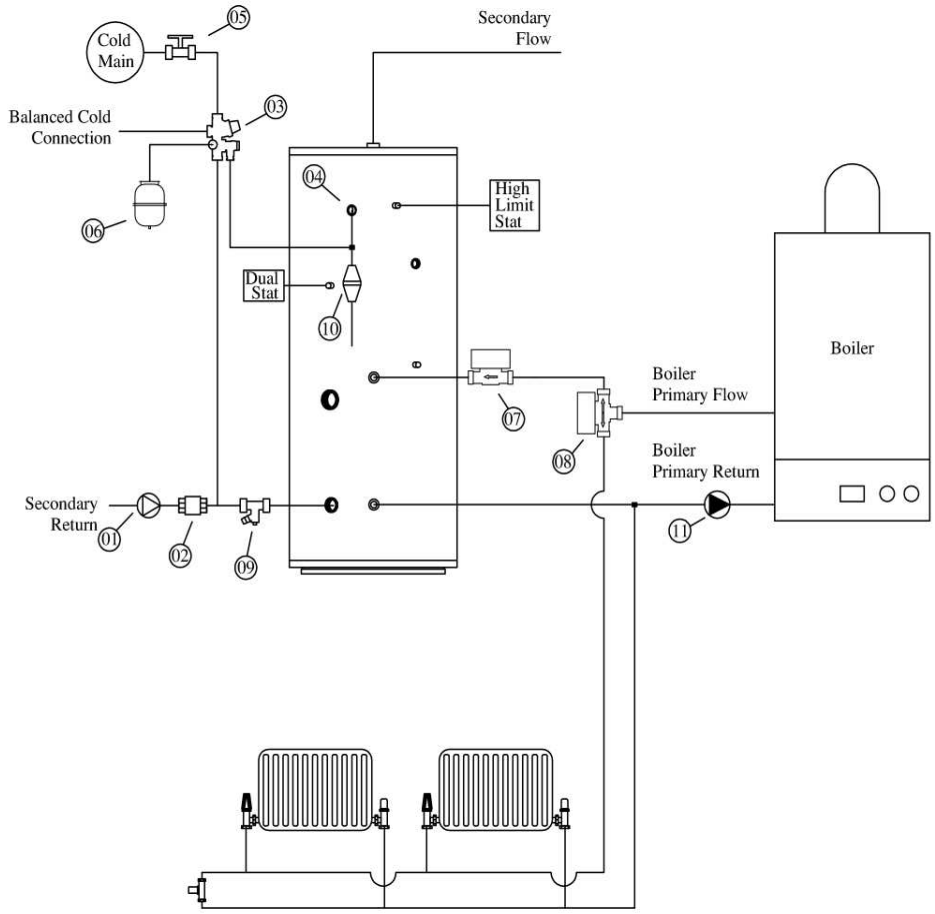 05
Cold
Main
Secondary
Flow
03
Balanced Cold
Connection
04
High
Limit
Stat
06
Dual
Stat
10
Boiler
07
Boiler
Primary Flow
08
Boiler
Primary Return
Secondary
Return
01
02
09
11